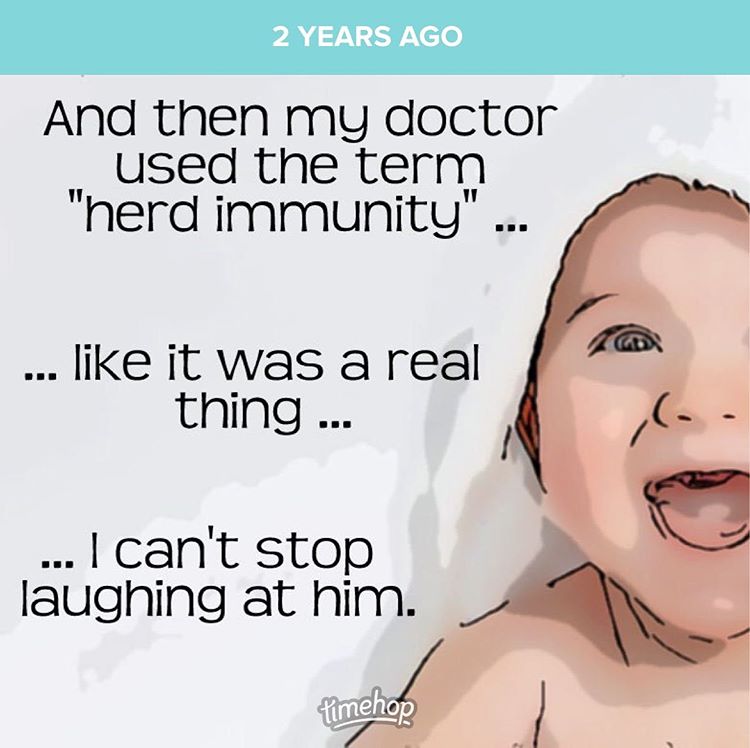 2 YEARS AGO
And then my doctor
used the term
"herd immunity" ...
... like it was a real
thing ...
... I can't stop
laughing at him.
timehop